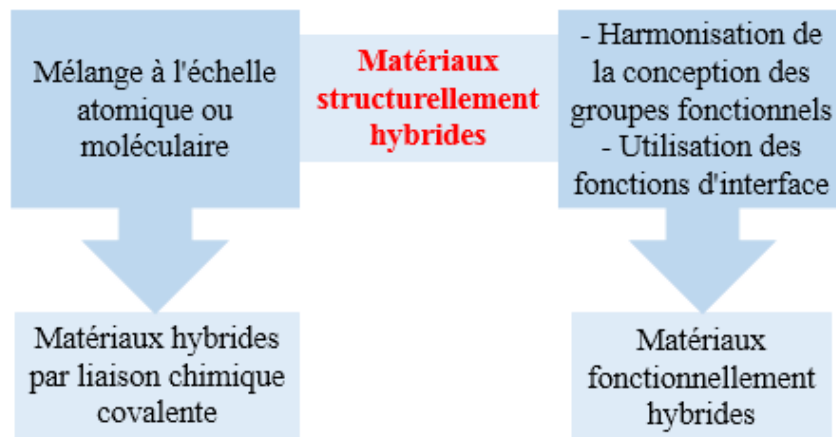 Mélange à l'échelle
atomique ou
moléculaire
Matériaux
structurellement
hybrides
- Harmonisation de
la conception des
groupes fonctionnels
- Utilisation des
fonctions d'interface
Matériaux hybrides
par liaison chimique
covalente
Matériaux
fonctionnellement
hybrides